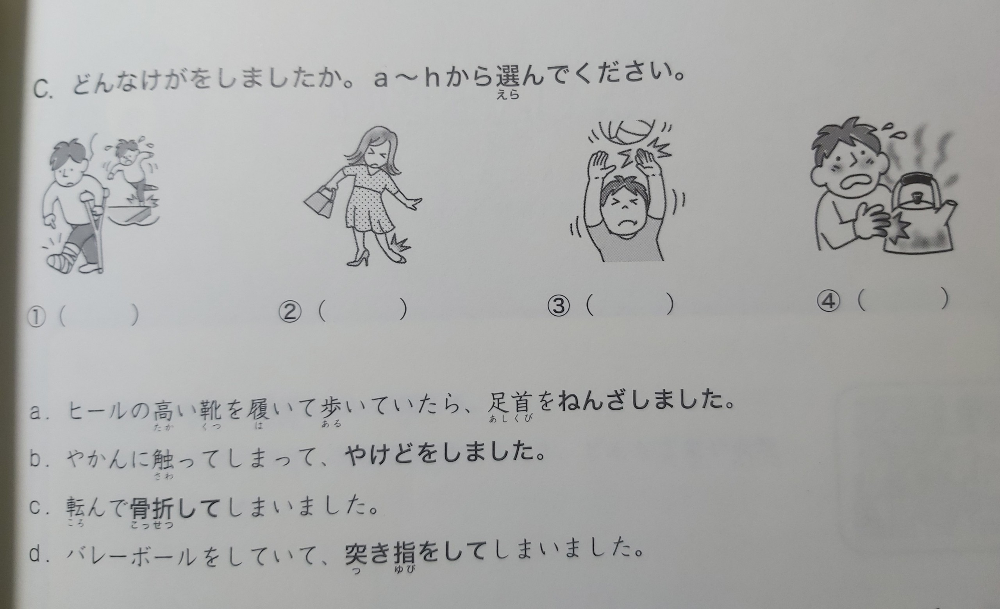 C. どんなけがをしましたか。a～hから選んでください。
えら
①（　　）　②（　　）　③（　　）　④（　　）
a. ヒールの高い靴を履いて歩いていたら、足首をねんざしました。
たか　くつ　は　ある　あしくび
b. やかんに触ってしまって、やけどをしました。
さわ
c. 転んで骨折してしまいました。
ころ　こっせつ
d. バレーボールをしていて、突き指をしてしまいました。
つ　ゆび